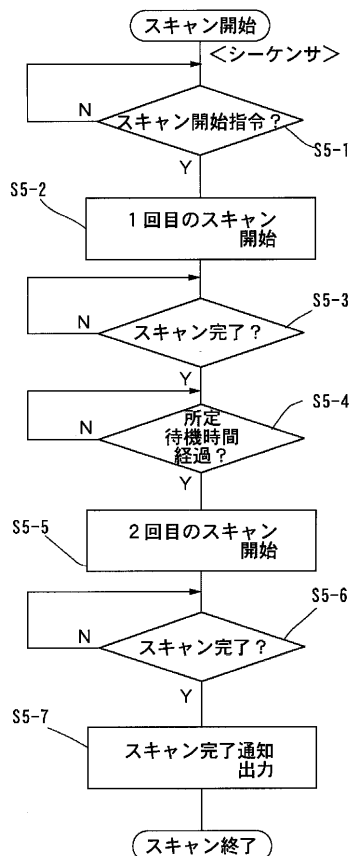 スキャン開始
＜シーケンサ＞
スキャン開始指令？
N
S5-1
Y
S5-2
1回目のスキャン
開始
S5-3
スキャン完了？
N
Y
S5-4
所定
待機時間
経過？
N
Y
2回目のスキャン
開始
S5-5
S5-6
スキャン完了？
N
Y
S5-7
スキャン完了通知
出力
スキャン終了